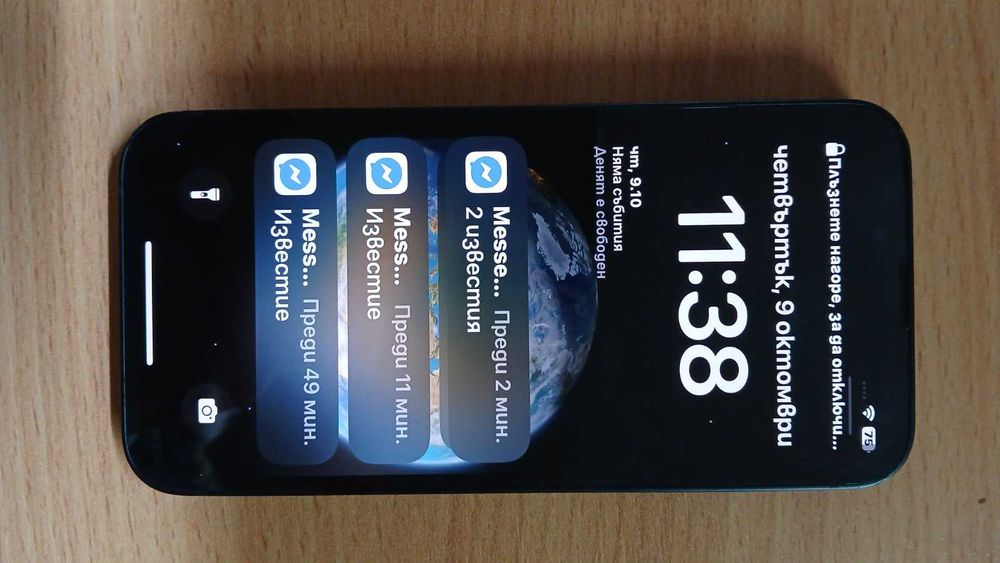 Плъзнете нагоре, за да отключи...
75
четвъртък, 9 октомври
11:38
чт, 9.10
Няма събития
Денят е свободен
Messe... Преди 2 мин.
2 известия
Mess... Преди 11 мин.
Известие
Mess... Преди 49 мин.
Известие